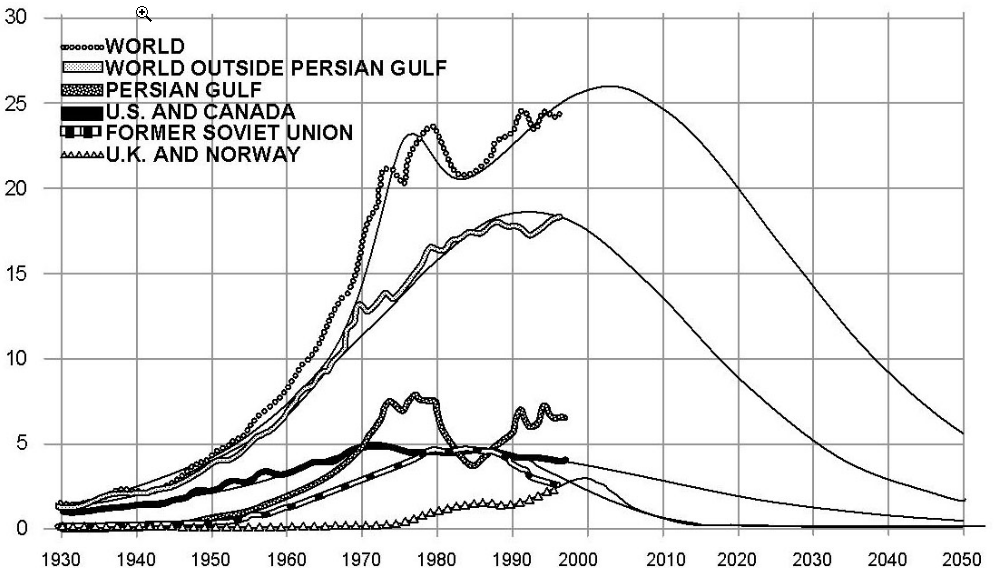 30
25
20
15
10
5
0
WORLD
WORLD OUTSIDE PERSIAN GULF
PERSIAN GULF
U.S. AND CANADA
FORMER SOVIET UNION
U.K. AND NORWAY
1930 1940 1950 1960 1970 1980 1990 2000 2010 2020 2030 2040 2050